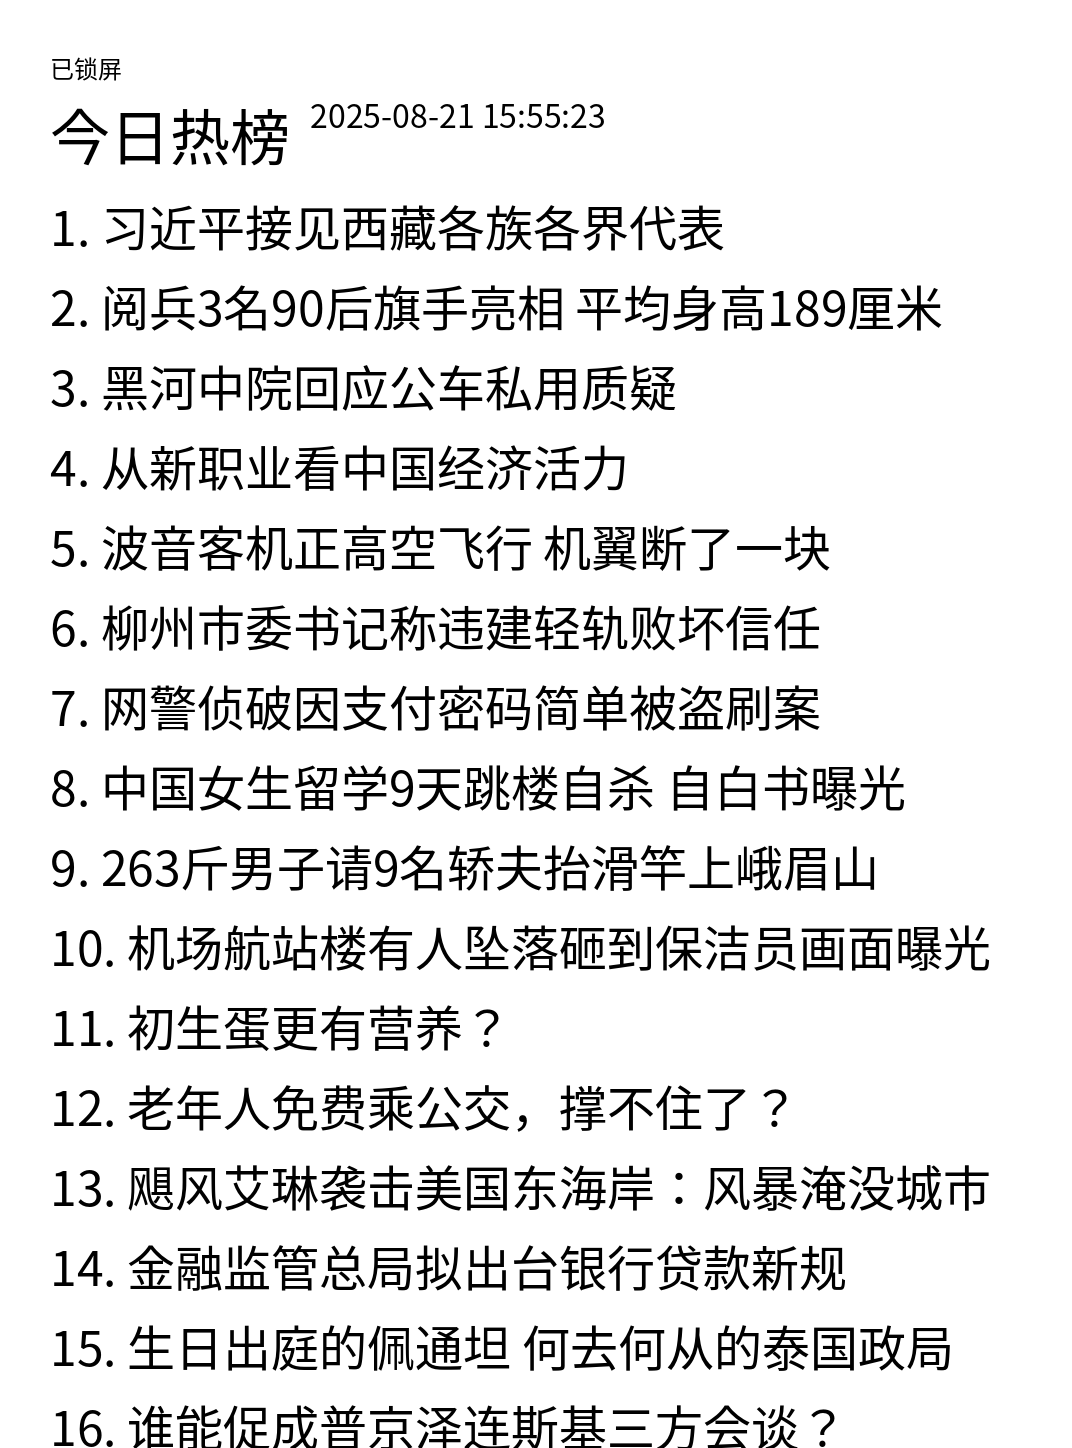 已锁屏
今日热榜 2025-08-21 15:55:23
1. 习近平接见西藏各族各界代表
2. 阅兵3名90后旗手亮相 平均身高189厘米
3. 黑河中院回应公车私用质疑
4. 从新职业看中国经济活力
5. 波音客机正高空飞行 机翼断了一块
6. 柳州市委书记称违建轻轨败坏信任
7. 网警侦破因支付密码简单被盗刷案
8. 中国女生留学9天跳楼自杀 自白书曝光
9. 263斤男子请9名轿夫抬滑竿上峨眉山
10. 机场航站楼有人坠落砸到保洁员画面曝光
11. 初生蛋更有营养？
12. 老年人免费乘公交，撑不住了？
13. 飓风艾琳袭击美国东海岸：风暴淹没城市
14. 金融监管总局拟出台银行贷款新规
15. 生日出庭的佩通坦 何去何从的泰国政局
16. 谁能促成普京泽连斯基三方会谈？